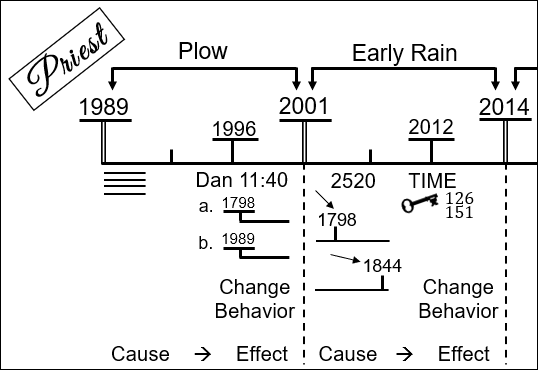 Priest
Plow
Early Rain
1989
2001
2014
1996
2012
Dan 11:40
2520
TIME
a. 1798
126
151
1798
b. 1989
1844
Change
Behavior
Change
Behavior
Cause → Effect
Cause → Effect